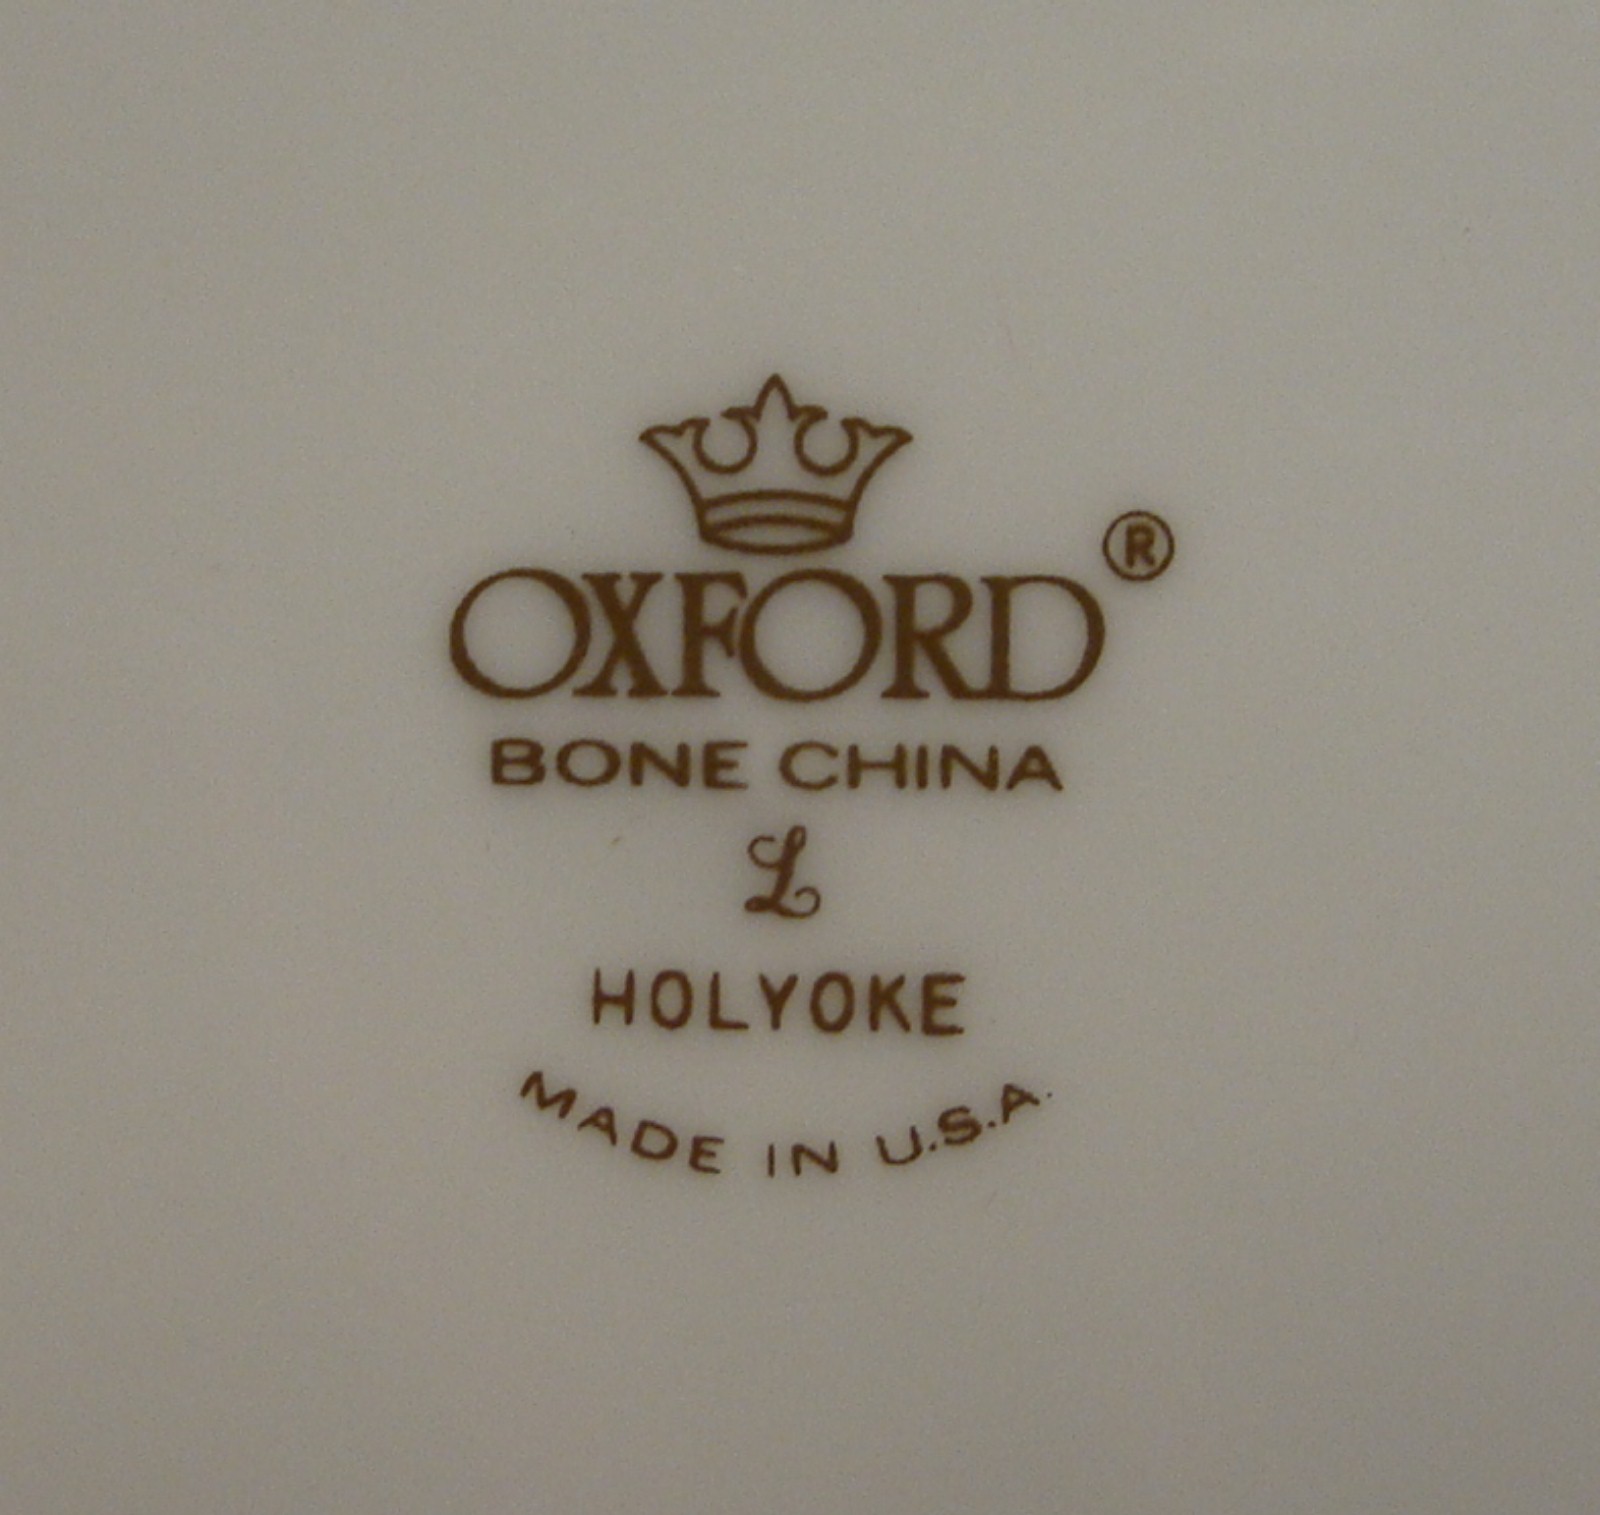 OXFORD®
BONE CHINA
L
HOLYOKE
MADE IN U.S.A.